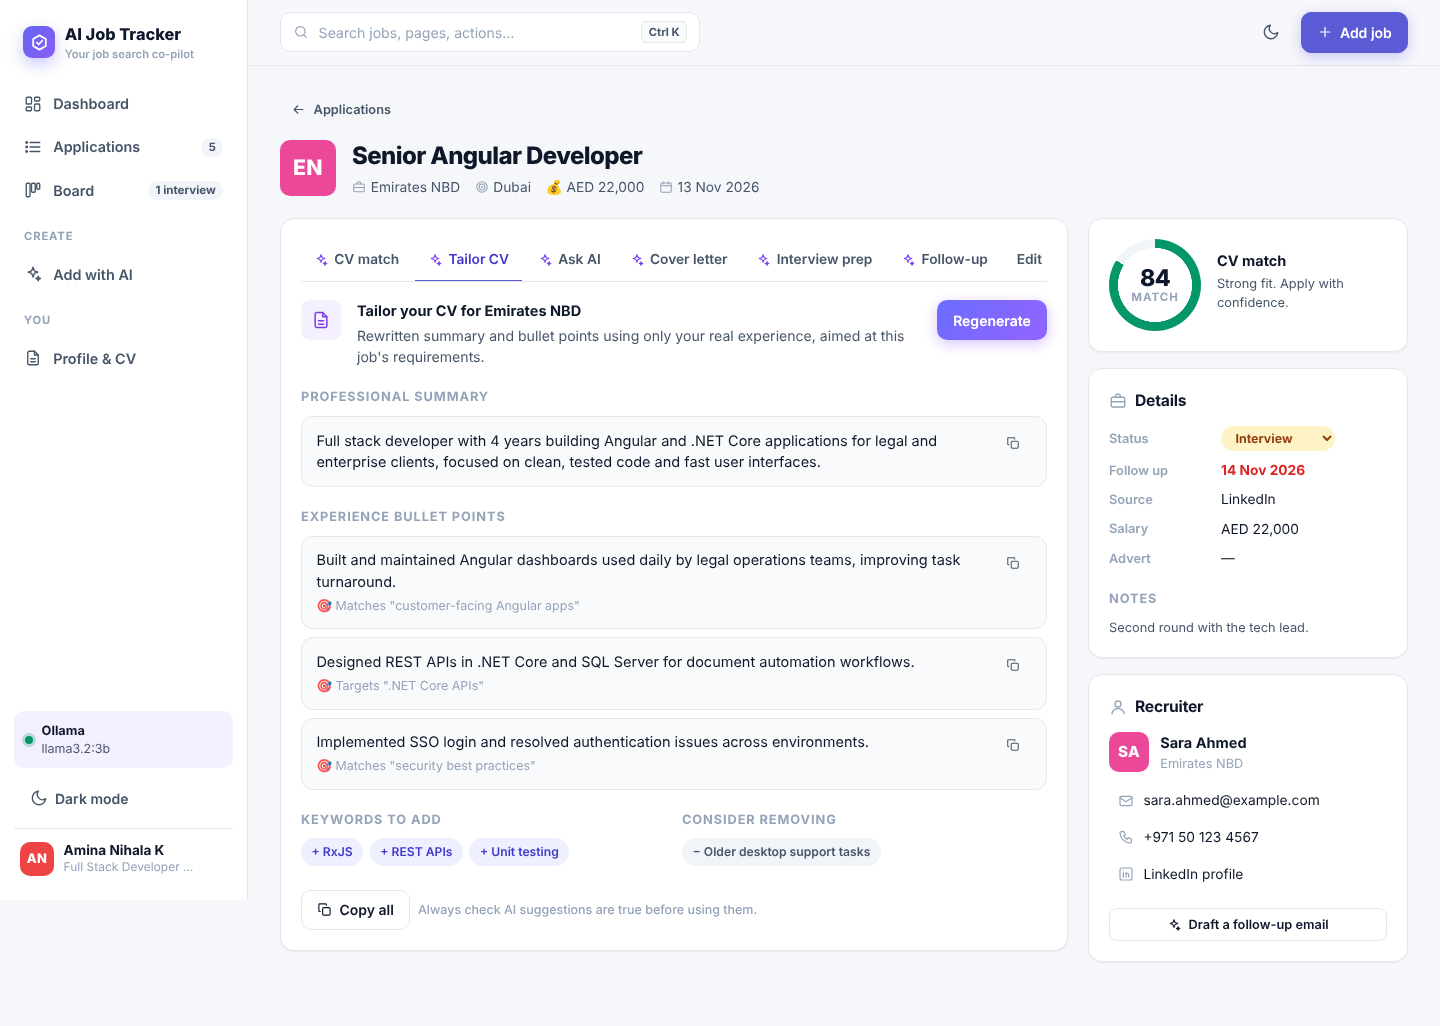 AI Job Tracker
Your job search co-pilot
Dashboard
Applications 5
Board 1 interview
CREATE
Add with AI
YOU
Profile & CV
Ollama
llama3.2:3b
Dark mode
AN
Amina Nihala K
Full Stack Developer ...
Search jobs, pages, actions... Ctrl K
+ Add job
← Applications
EN
Senior Angular Developer
Emirates NBD Dubai 💰 AED 22,000 13 Nov 2026
CV match Tailor CV Ask AI Cover letter Interview prep Follow-up Edit
Tailor your CV for Emirates NBD
Rewritten summary and bullet points using only your real experience, aimed at this
job's requirements.
Regenerate
PROFESSIONAL SUMMARY
Full stack developer with 4 years building Angular and .NET Core applications for legal and
enterprise clients, focused on clean, tested code and fast user interfaces.
EXPERIENCE BULLET POINTS
Built and maintained Angular dashboards used daily by legal operations teams, improving task
turnaround.
🎯 Matches "customer-facing Angular apps"
Designed REST APIs in .NET Core and SQL Server for document automation workflows.
🎯 Targets ".NET Core APIs"
Implemented SSO login and resolved authentication issues across environments.
🎯 Matches "security best practices"
KEYWORDS TO ADD
+ RxJS + REST APIs + Unit testing
CONSIDER REMOVING
− Older desktop support tasks
Copy all
Always check AI suggestions are true before using them.
84
MATCH
CV match
Strong fit. Apply with
confidence.
Details
Status Interview
Follow up 14 Nov 2026
Source LinkedIn
Salary AED 22,000
Advert —
NOTES
Second round with the tech lead.
Recruiter
SA
Sara Ahmed
Emirates NBD
sara.ahmed@example.com
+971 50 123 4567
LinkedIn profile
Draft a follow-up email